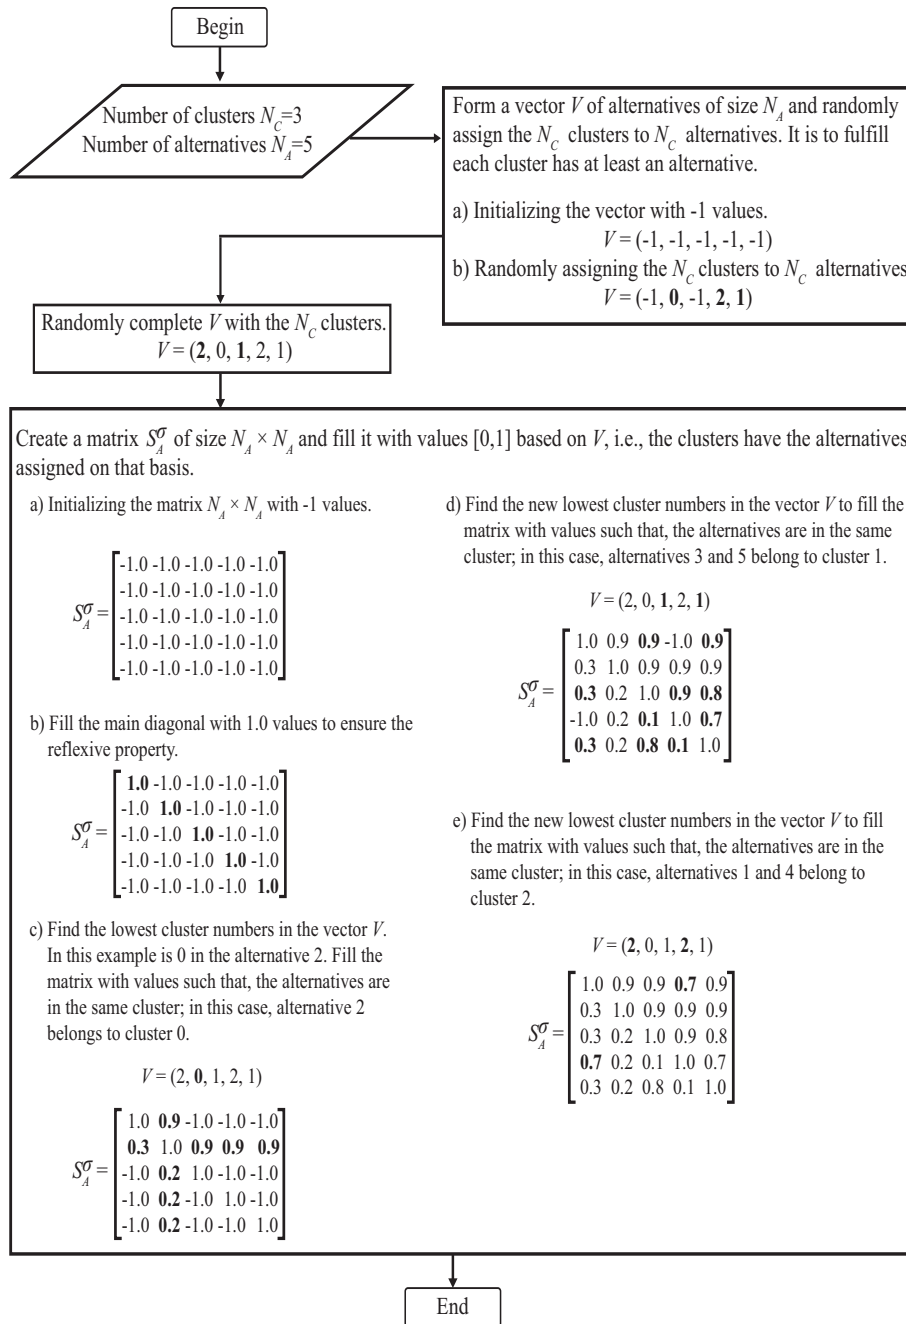 Begin
Number of clusters N_C=3
Number of alternatives N_A=5
Form a vector V of alternatives of size N_A and randomly
assign the N_C clusters to N_C alternatives. It is to fulfill
each cluster has at least an alternative.
a) Initializing the vector with -1 values.
V = (-1, -1, -1, -1, -1)
b) Randomly assigning the N_C clusters to N_C alternatives
V = (-1, 0, -1, 2, 1)
Randomly complete V with the N_C clusters.
V = (2, 0, 1, 2, 1)
Create a matrix S_A^σ of size N_A × N_A and fill it with values [0,1] based on V, i.e., the clusters have the alternatives
assigned on that basis.
a) Initializing the matrix N_A × N_A with -1 values.
-1.0 -1.0 -1.0 -1.0 -1.0
-1.0 -1.0 -1.0 -1.0 -1.0
S_A^σ = -1.0 -1.0 -1.0 -1.0 -1.0
-1.0 -1.0 -1.0 -1.0 -1.0
-1.0 -1.0 -1.0 -1.0 -1.0
b) Fill the main diagonal with 1.0 values to ensure the
reflexive property.
1.0 -1.0 -1.0 -1.0 -1.0
-1.0 1.0 -1.0 -1.0 -1.0
S_A^σ = -1.0 -1.0 1.0 -1.0 -1.0
-1.0 -1.0 -1.0 1.0 -1.0
-1.0 -1.0 -1.0 -1.0 1.0
c) Find the lowest cluster numbers in the vector V.
In this example is 0 in the alternative 2. Fill the
matrix with values such that, the alternatives are
in the same cluster; in this case, alternative 2
belongs to cluster 0.
V = (2, 0, 1, 2, 1)
1.0 0.9 -1.0 -1.0 -1.0
0.3 1.0 0.9 0.9 0.9
S_A^σ = -1.0 0.2 1.0 -1.0 -1.0
-1.0 0.2 -1.0 1.0 -1.0
-1.0 0.2 -1.0 -1.0 1.0
d) Find the new lowest cluster numbers in the vector V to fill the
matrix with values such that, the alternatives are in the same
cluster; in this case, alternatives 3 and 5 belong to cluster 1.
V = (2, 0, 1, 2, 1)
1.0 0.9 0.9 -1.0 0.9
0.3 1.0 0.9 0.9 0.9
S_A^σ = 0.3 0.2 1.0 0.9 0.8
-1.0 0.2 0.1 1.0 0.7
0.3 0.2 0.8 0.1 1.0
e) Find the new lowest cluster numbers in the vector V to fill
the matrix with values such that, the alternatives are in the
same cluster; in this case, alternatives 1 and 4 belong to
cluster 2.
V = (2, 0, 1, 2, 1)
1.0 0.9 0.9 0.7 0.9
0.3 1.0 0.9 0.9 0.9
S_A^σ = 0.3 0.2 1.0 0.9 0.8
0.7 0.2 0.1 1.0 0.7
0.3 0.2 0.8 0.1 1.0
End